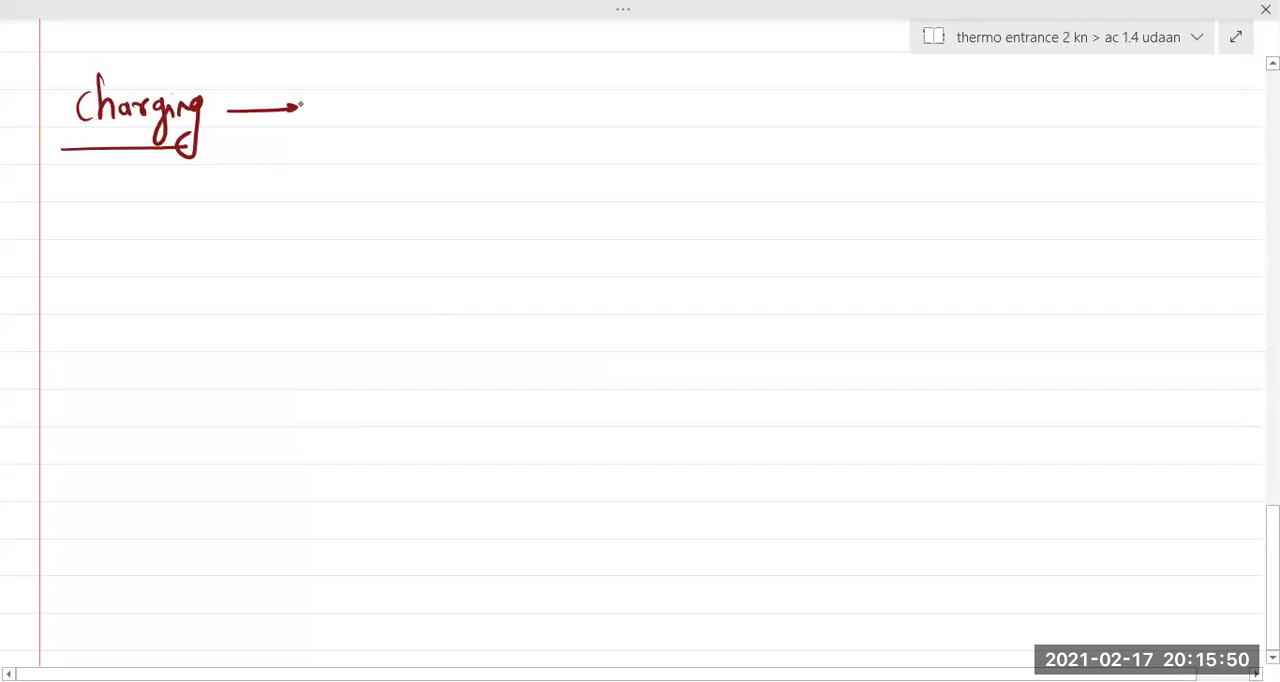 thermo entrance 2 kn > ac 1.4 udaan
Charging →
2021-02-17 20:15:50